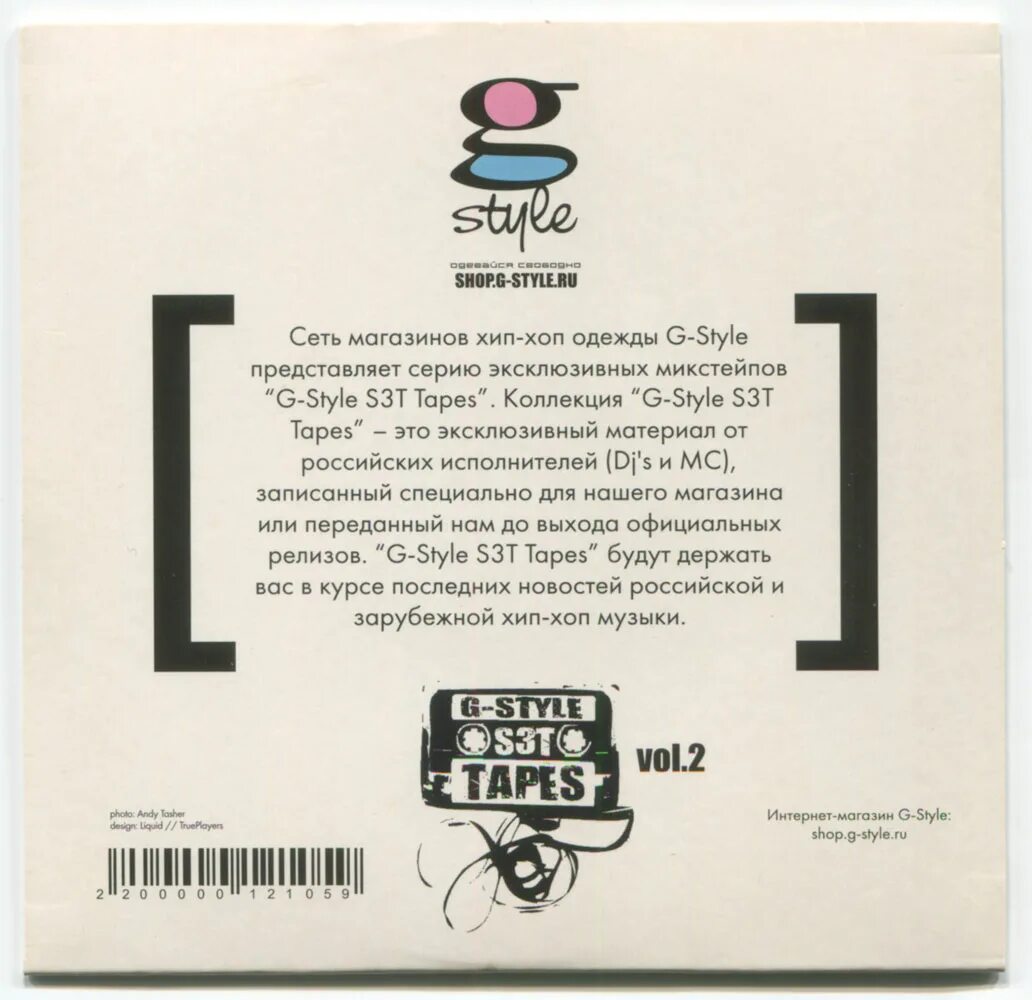 g
style
одевайся свободно
SHOP.G-STYLE.RU
Сеть магазинов хип-хоп одежды G-Style
представляет серию эксклюзивных микстейпов
“G-Style S3T Tapes”. Коллекция “G-Style S3T
Tapes” – это эксклюзивный материал от
российских исполнителей (Dj's и MC),
записанный специально для нашего магазина
или переданный нам до выхода официальных
релизов. “G-Style S3T Tapes” будут держать
вас в курсе последних новостей российской и
зарубежной хип-хоп музыки.
G-STYLE
S3T
TAPES
vol.2
photo: Andy Tasher
design: Liquid // TruePlayers
2200000121059
Интернет-магазин G-Style:
shop.g-style.ru